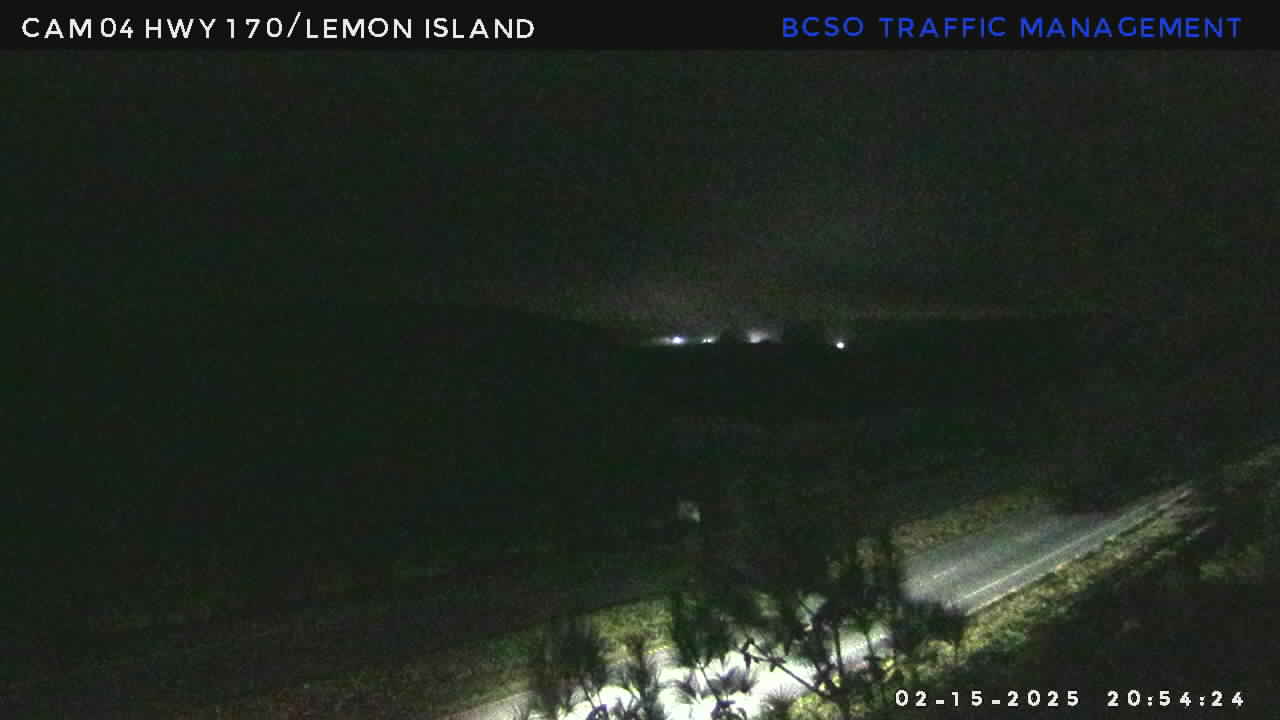 CAM04 HWY 170/LEMON ISLAND
BCSO TRAFFIC MANAGEMENT
02-15-2025 20:54:24